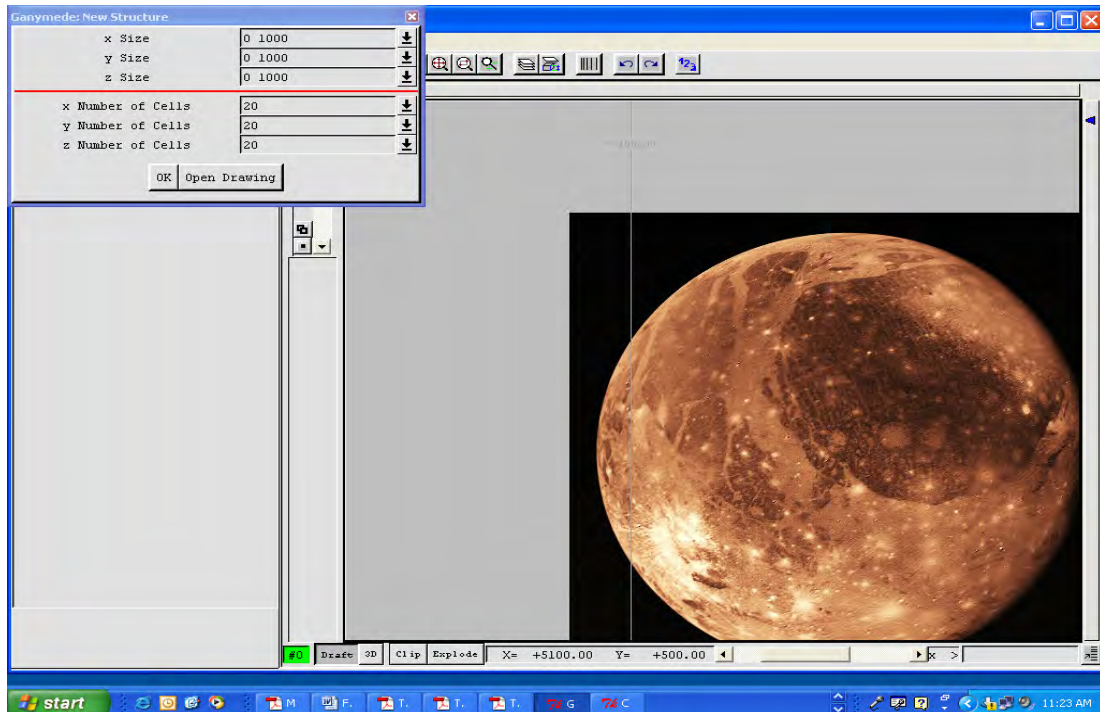 Ganymede: New Structure
x Size 0 1000
y Size 0 1000
z Size 0 1000
x Number of Cells 20
y Number of Cells 20
z Number of Cells 20
OK Open Drawing
#0 Draft 3D Clip Explode X= +5100.00 Y= +500.00 x >
start M F. T. T. T. G C 11:23 AM